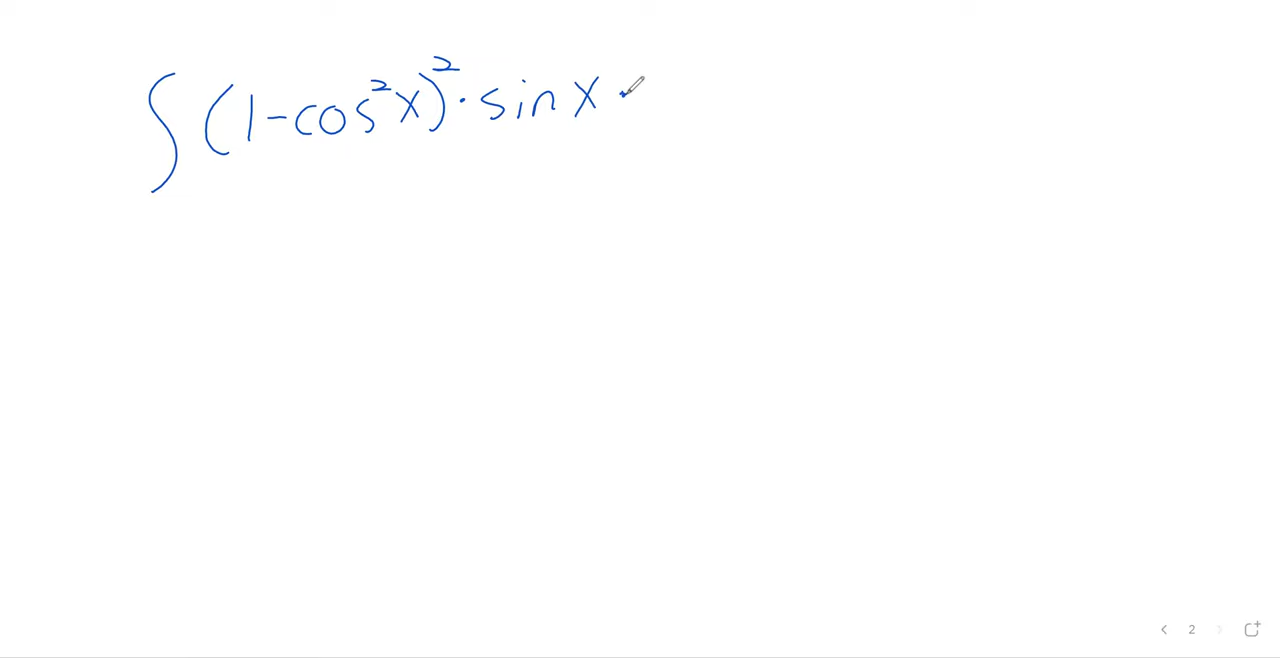 ∫ (1-cos²x)² · sin x
2